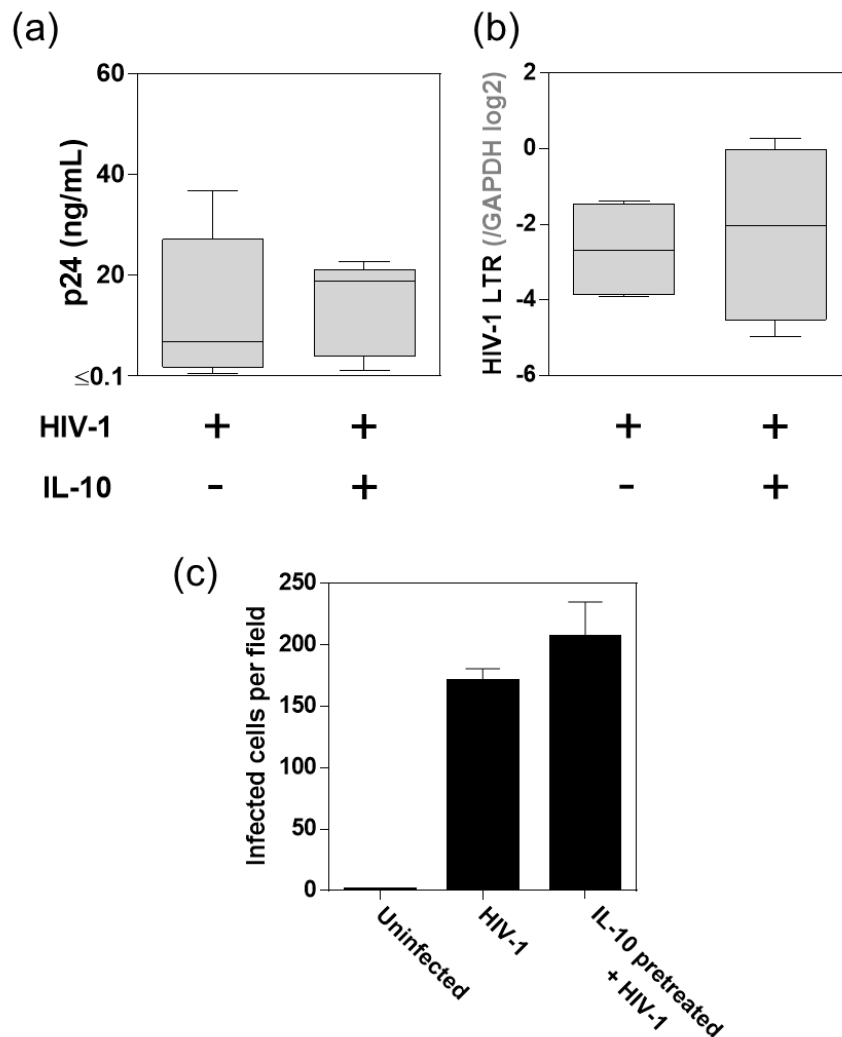 (a)
60
40
20
≤0.1
p24 (ng/mL)
HIV-1 + +
IL-10 - +
(b)
2
0
-2
-4
-6
HIV-1 LTR (/GAPDH log2)
+ +
- +
(c)
250
200
150
100
50
0
Infected cells per field
Uninfected
HIV-1
IL-10 pretreated
+ HIV-1